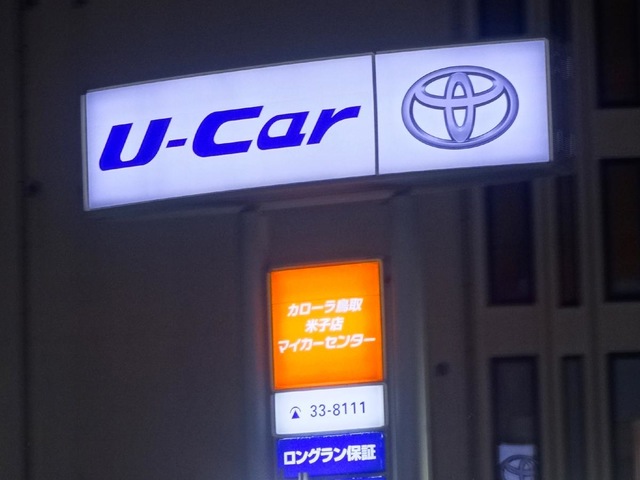 U-Car
カローラ鳥取
米子店
マイカーセンター
33-8111
ロングラン保証